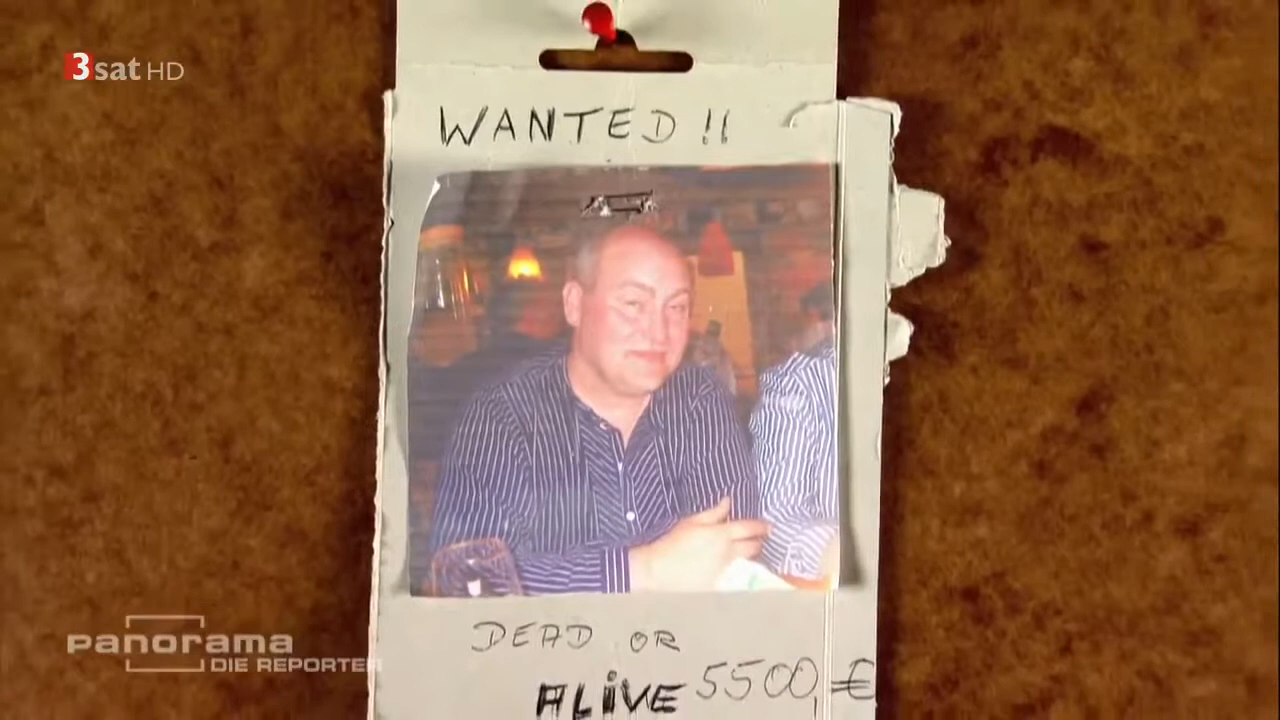 3sat HD
WANTED !!
DEAD OR
ALiVE 5500,€
panorama
DIE REPORTER